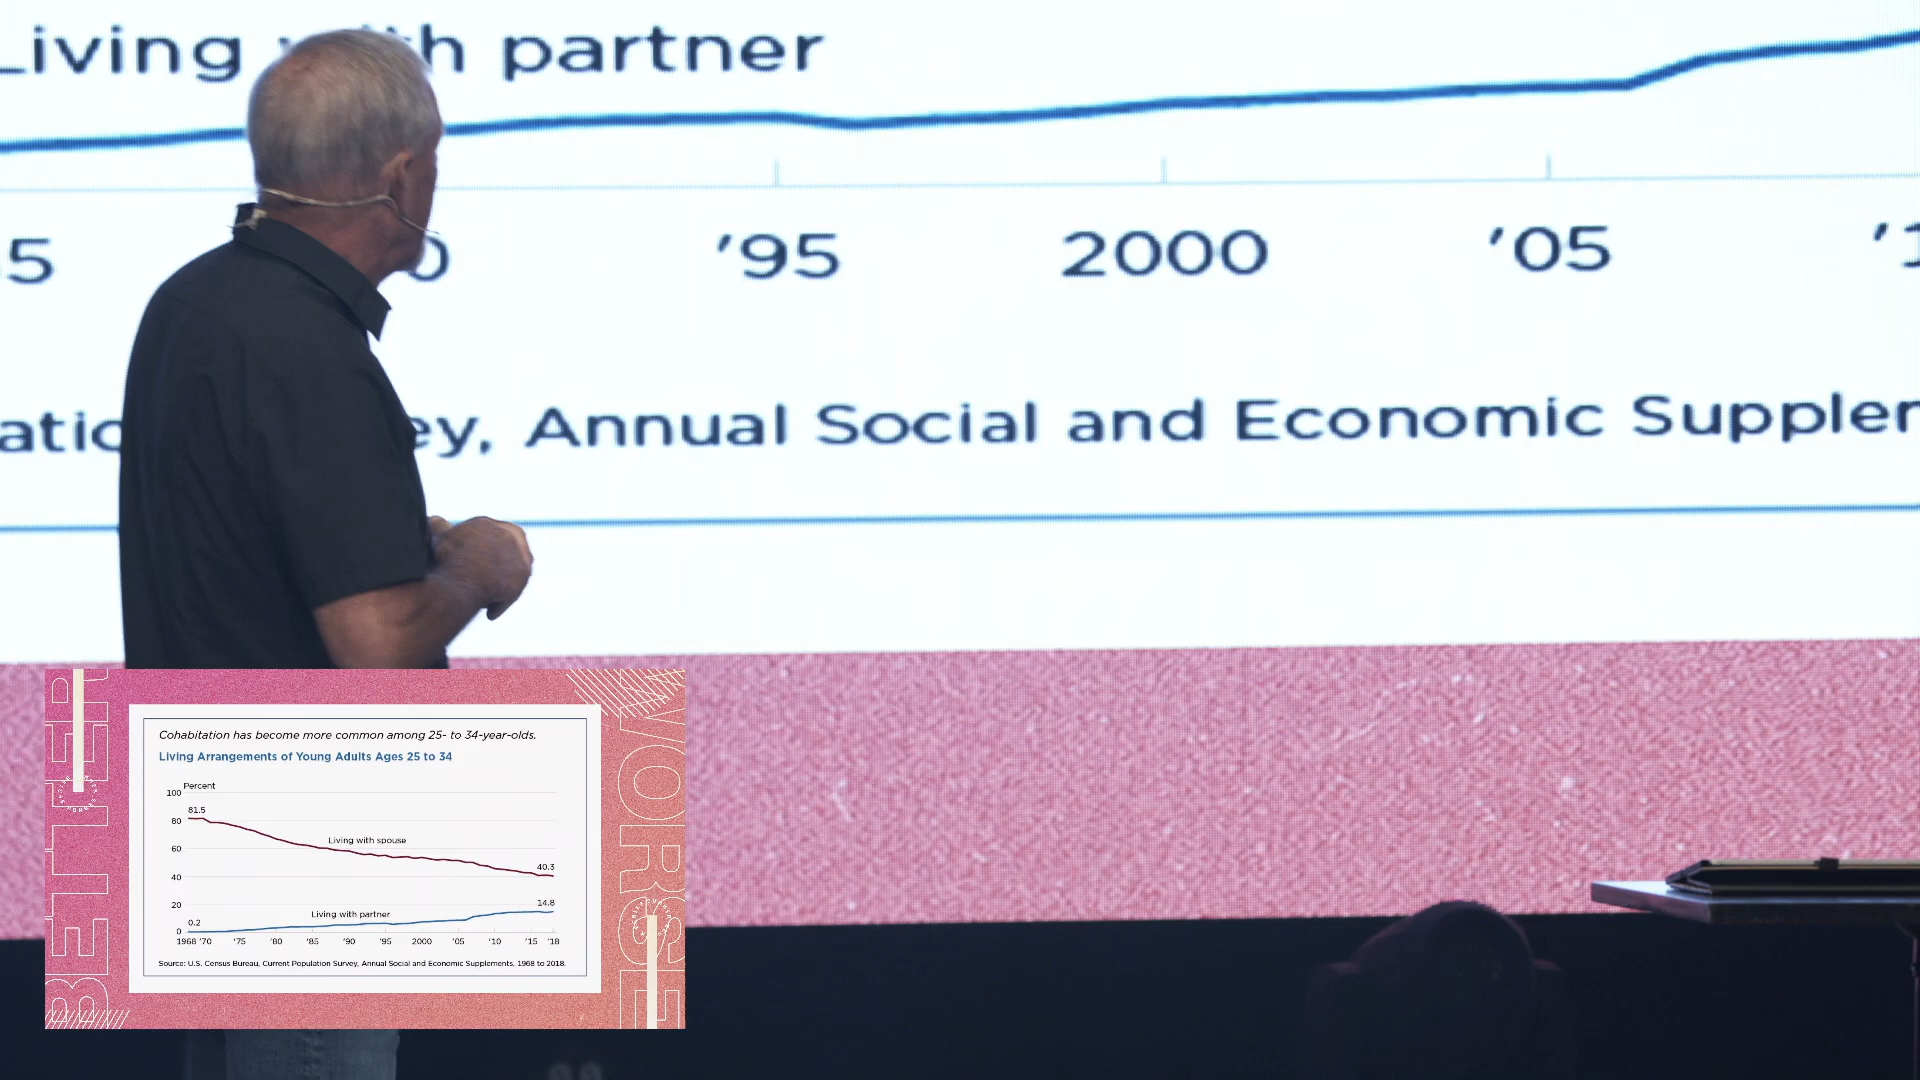 Living h partner
5 0 '95 2000 '05 '1
atio ey, Annual Social and Economic Supplem
BETTER
WORSE
Cohabitation has become more common among 25- to 34-year-olds.
Living Arrangements of Young Adults Ages 25 to 34
Percent
100
81.5
80
Living with spouse
60
40.3
40
14.8
20
Living with partner
0.2
0
1968 '70 '75 '80 '85 '90 '95 2000 '05 '10 '15 '18
Source: U.S. Census Bureau, Current Population Survey, Annual Social and Economic Supplements, 1968 to 2018.